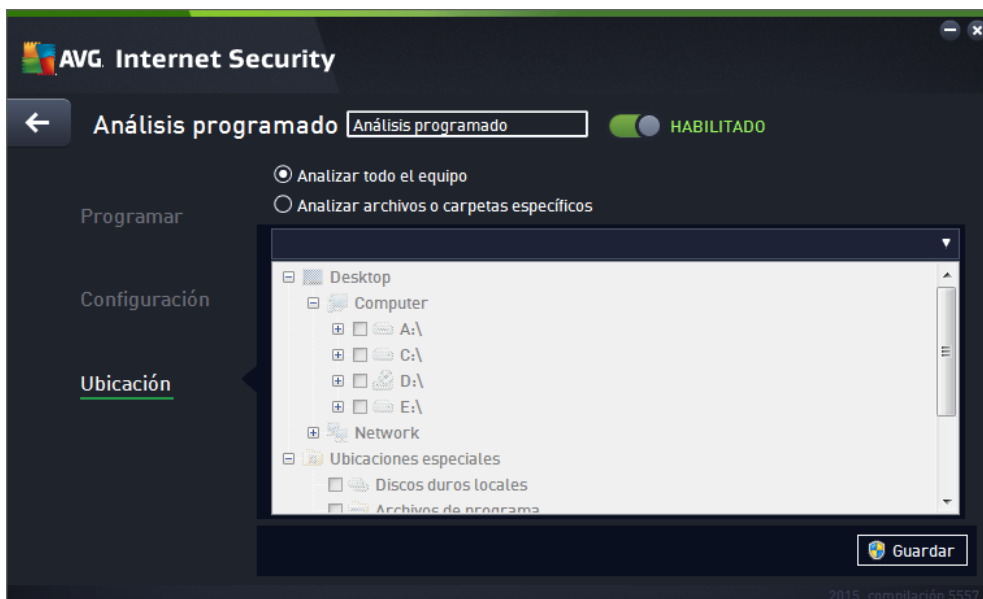 AVG. Internet Security
Análisis programado Análisis programado HABILITADO
Analizar todo el equipo
Analizar archivos o carpetas específicos
Programar
Configuración
Ubicación
Desktop
Computer
A:\
C:\
D:\
E:\
Network
Ubicaciones especiales
Discos duros locales
Archivos de programa
Guardar
2015, compilación 5557